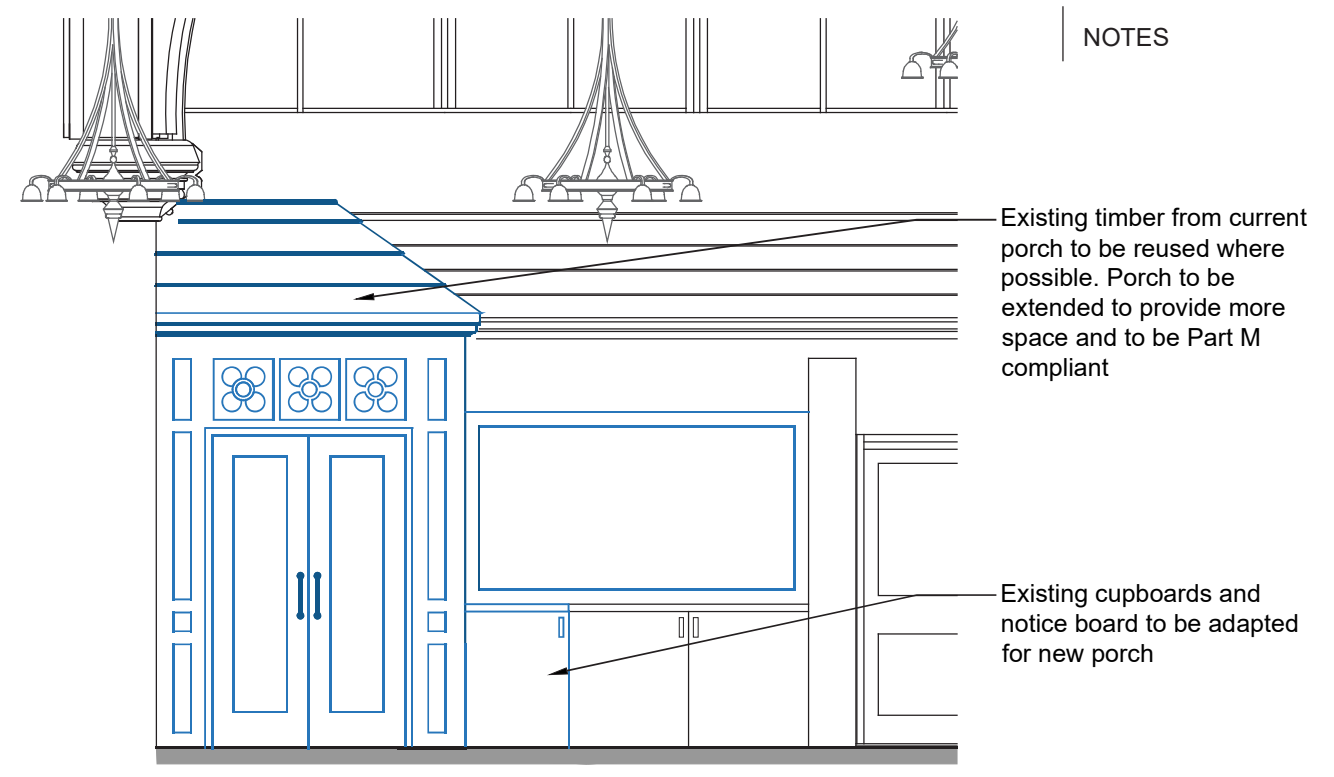 NOTES
Existing timber from current
porch to be reused where
possible. Porch to be
extended to provide more
space and to be Part M
compliant
Existing cupboards and
notice board to be adapted
for new porch